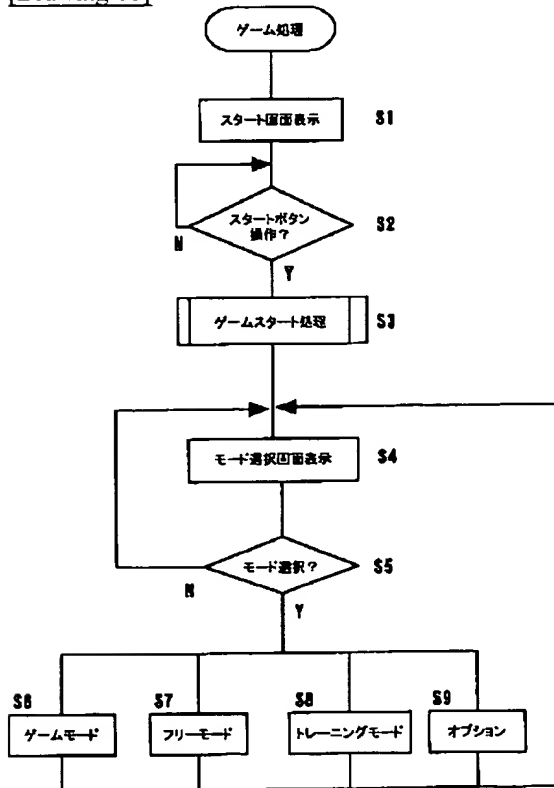 ゲーム処理
スタート画面表示
S1
スタートボタン
操作？
S2
N
Y
ゲームスタート処理
S3
モード選択画面表示
S4
モード選択？
S5
N
Y
S6
S7
S8
S9
ゲームモード
フリーモード
トレーニングモード
オプション